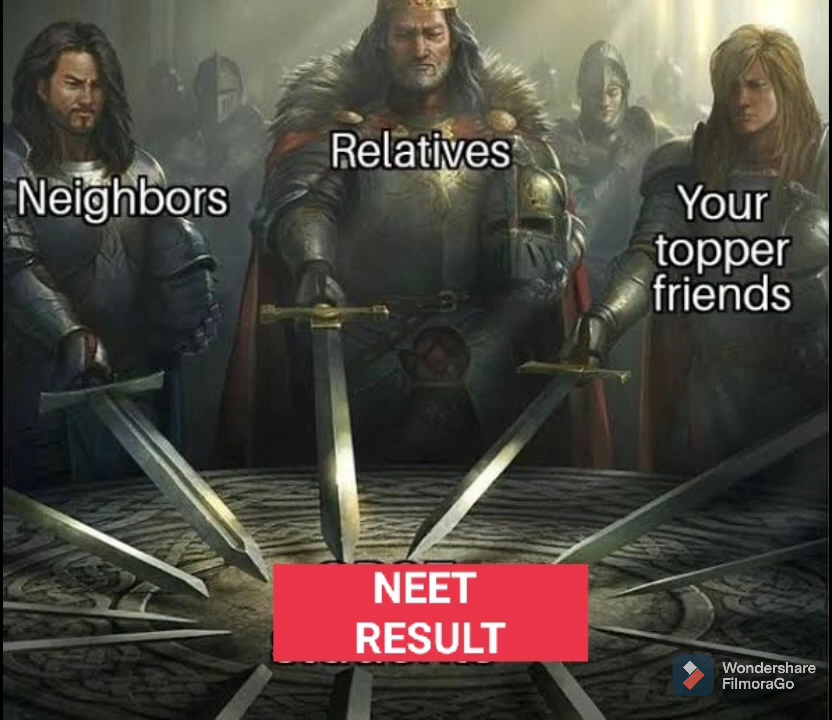 Relatives
Neighbors
Your
topper
friends
NEET
RESULT
Wondershare
FilmoraGo